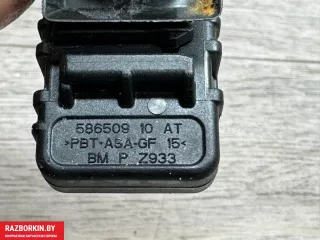 586509 10 AT
>PBT-ASA-GF 15<
BM P Z933
RAZBORKIN.BY